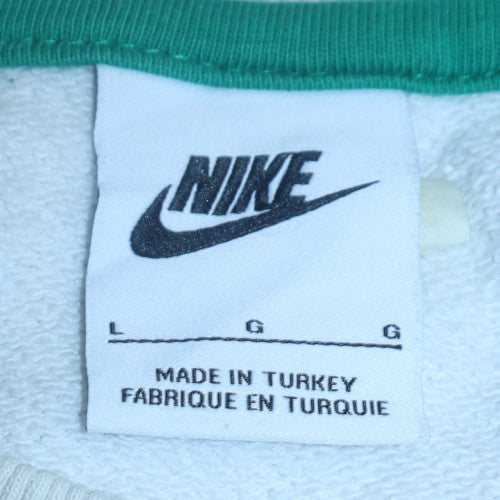 NIKE
L G G
MADE IN TURKEY
FABRIQUE EN TURQUIE